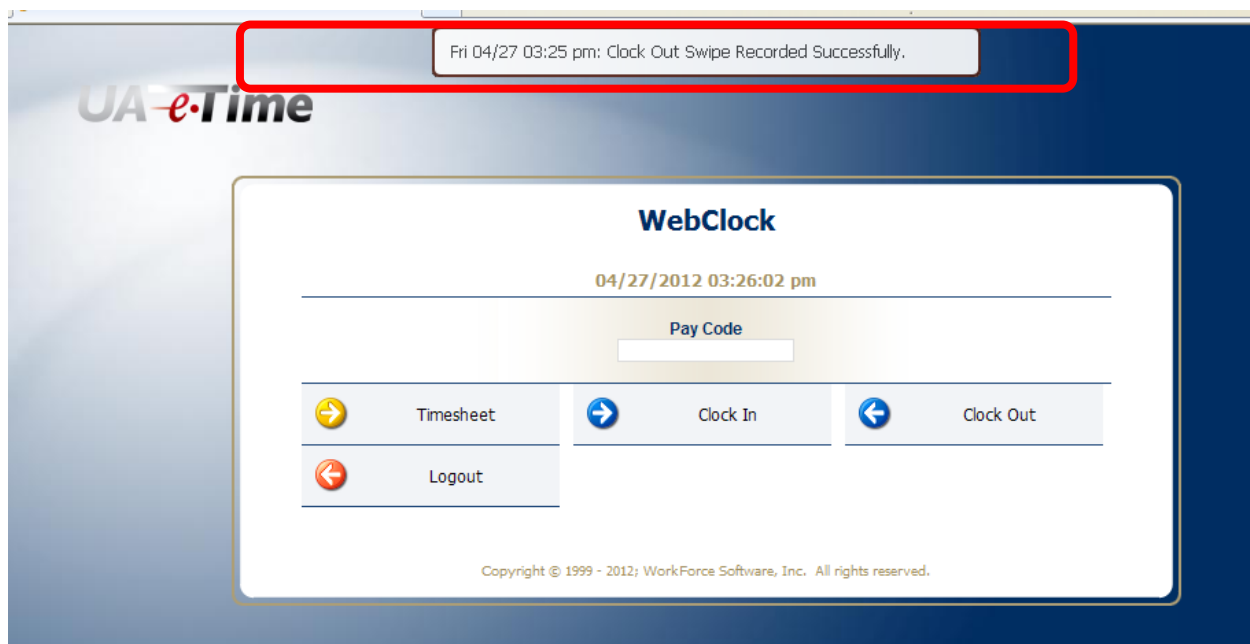 Fri 04/27 03:25 pm: Clock Out Swipe Recorded Successfully.
UA e·Time
WebClock
04/27/2012 03:26:02 pm
Pay Code
Timesheet
Clock In
Clock Out
Logout
Copyright © 1999 - 2012; WorkForce Software, Inc. All rights reserved.